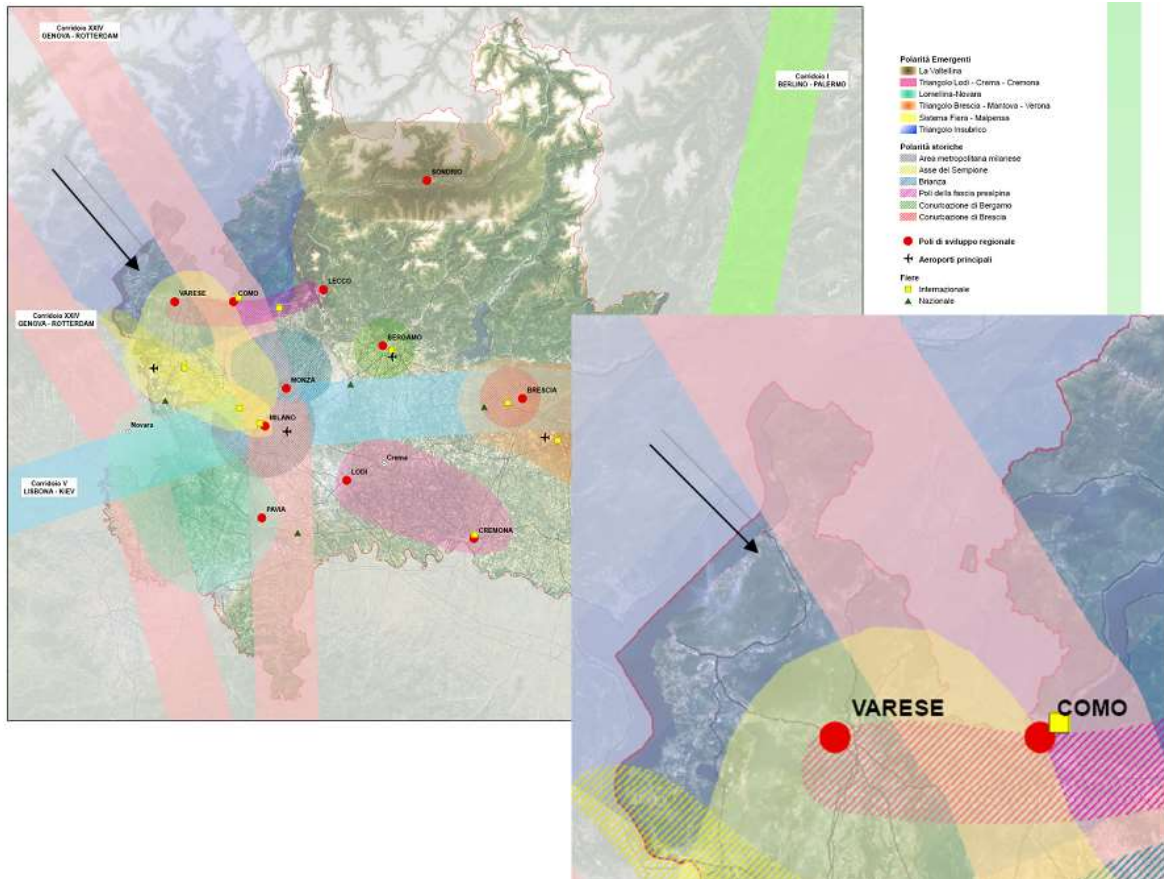 Corridoio XXIV
GENOVA - ROTTERDAM
Corridoio I
BERLINO - PALERMO
SONDRIO
LECCO
VARESE
COMO
Corridoio XXIV
GENOVA - ROTTERDAM
BERGAMO
MONZA
BRESCIA
MILANO
Novara
Crema
LODI
Corridoio V
LISBONA - KIEV
PAVIA
CREMONA
Polarità Emergenti
La Valtellina
Triangolo Lodi - Crema - Cremona
Lomellina-Novara
Triangolo Brescia - Mantova - Verona
Sistema Fiera - Malpensa
Triangolo Insubrico
Polarità storiche
Area metropolitana milanese
Asse del Sempione
Brianza
Poli della fascia prealpina
Conurbazione di Bergamo
Conurbazione di Brescia
Poli di sviluppo regionale
Aeroporti principali
Fiere
Internazionale
Nazionale
VARESE
COMO